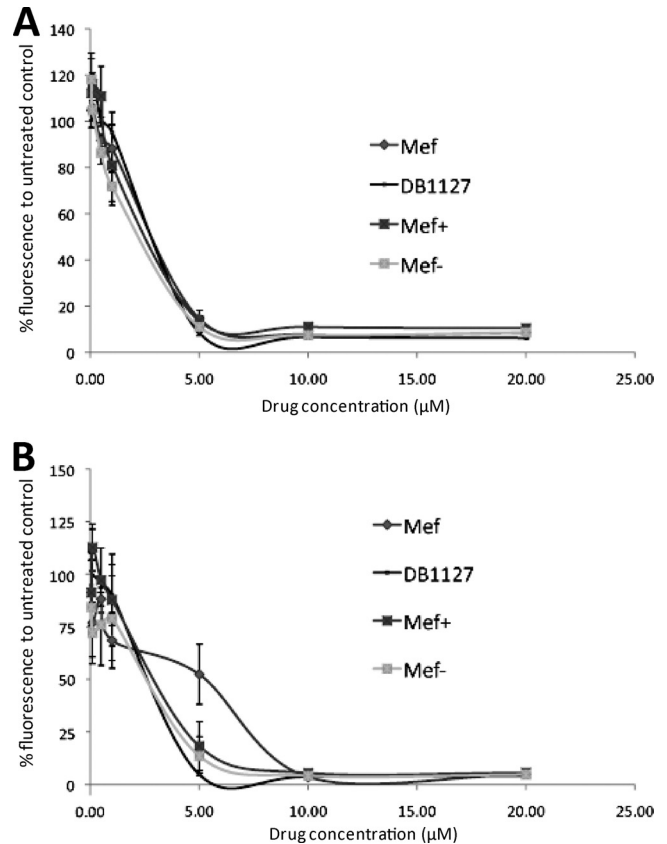 A
% fluorescence to untreated control
140
120
100
80
60
40
20
0
0.00 5.00 10.00 15.00 20.00 25.00
Drug concentration (µM)
Mef
DB1127
Mef+
Mef-
B
% fluorescence to untreated control
150
125
100
75
50
25
0
0.00 5.00 10.00 15.00 20.00 25.00
Drug concentration (µM)
Mef
DB1127
Mef+
Mef-